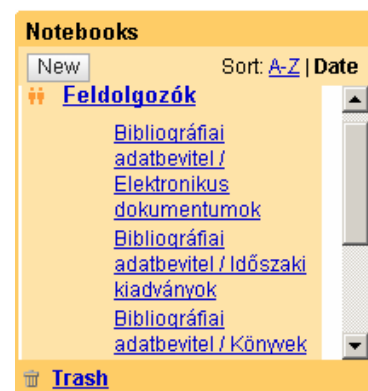 Notebooks
New Sort: A-Z | Date
Feldolgozók
Bibliográfiai
adatbevitel /
Elektronikus
dokumentumok
Bibliográfiai
adatbevitel / Időszaki
kiadványok
Bibliográfiai
adatbevitel / Könyvek
Trash